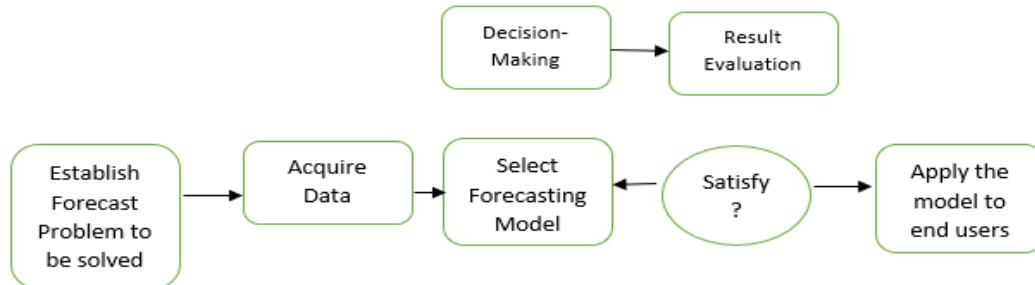 Decision-
Making
Result
Evaluation
Establish
Forecast
Problem to
be solved
Acquire
Data
Select
Forecasting
Model
Satisfy
?
Apply the
model to
end users